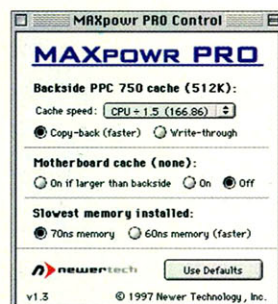 MAXpowr PRO Control
MAXPOWR PRO
Backside PPC 750 cache (512K):
Cache speed: CPU ÷ 1.5 (166.86)
Copy-back (faster) Write-through
Motherboard cache (none):
On if larger than backside On Off
Slowest memory installed:
70ns memory 60ns memory (faster)
newertech Use Defaults
v1.3 © 1997 Newer Technology, Inc.